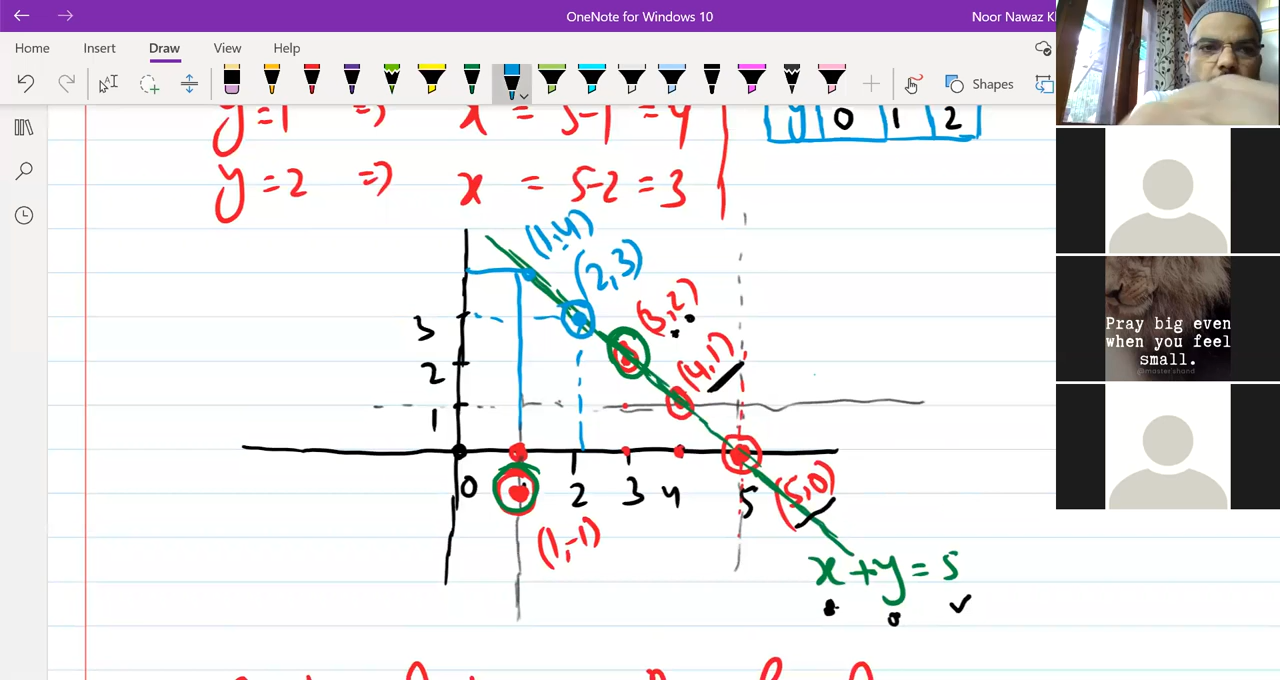 OneNote for Windows 10
Noor Nawaz K
Home Insert Draw View Help
Shapes
y=1 => x = 5-1 = 4
y 0 1 2
y=2 => x = 5-2 = 3
(1,4)
(2,3)
(3,2)
(4,1)
3
2
1
0 2 3 4 5
(5,0)
(1,-1)
x+y=5
Pray big even
when you feel
small.